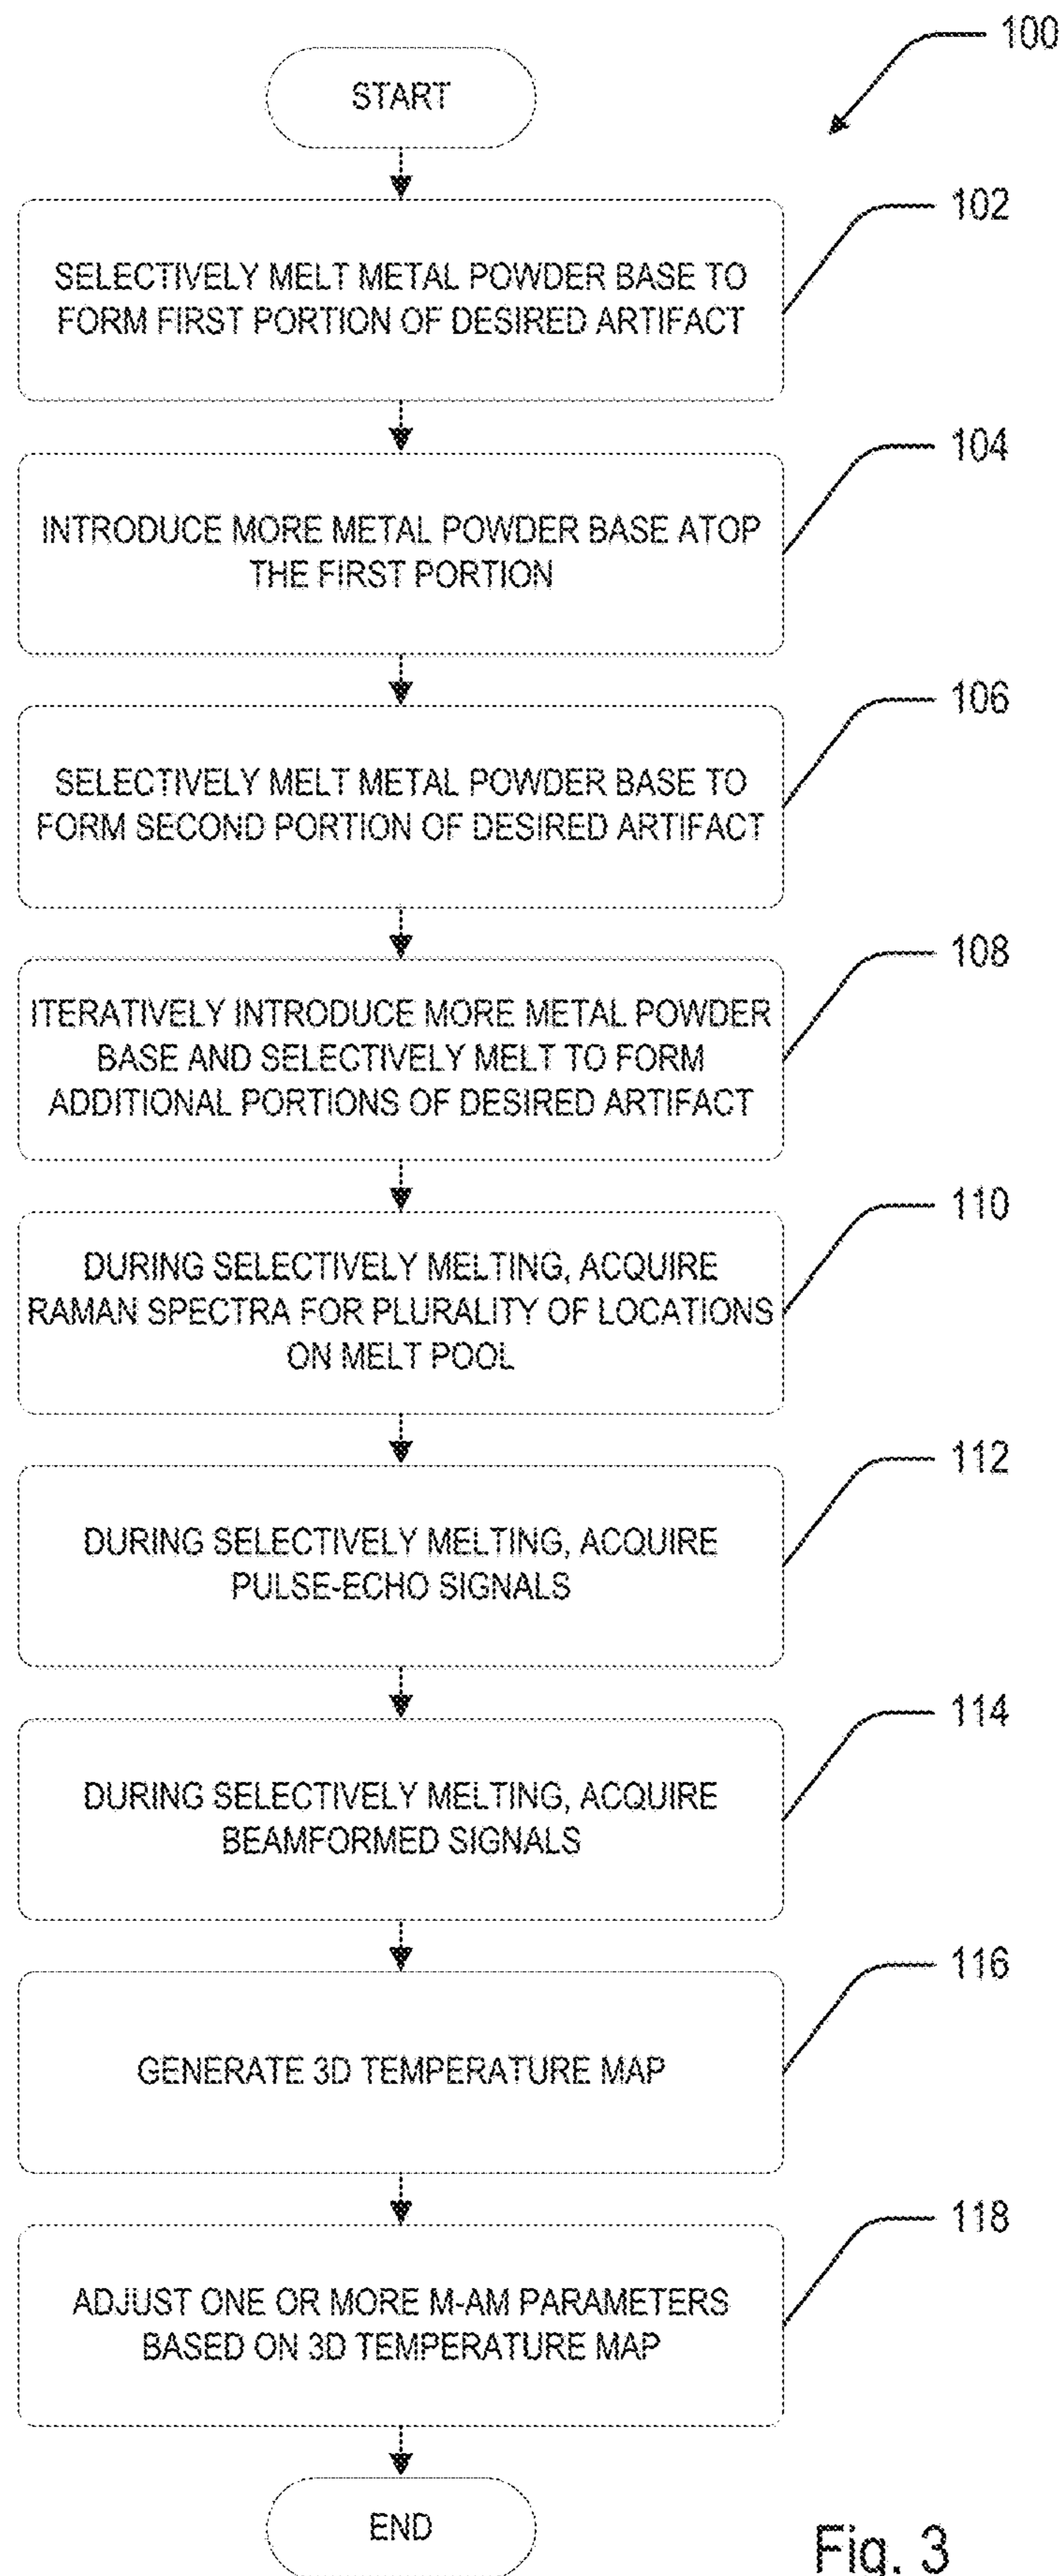 100
START
102
SELECTIVELY MELT METAL POWDER BASE TO
FORM FIRST PORTION OF DESIRED ARTIFACT
104
INTRODUCE MORE METAL POWDER BASE ATOP
THE FIRST PORTION
106
SELECTIVELY MELT METAL POWDER BASE TO
FORM SECOND PORTION OF DESIRED ARTIFACT
108
ITERATIVELY INTRODUCE MORE METAL POWDER
BASE AND SELECTIVELY MELT TO FORM
ADDITIONAL PORTIONS OF DESIRED ARTIFACT
110
DURING SELECTIVELY MELTING, ACQUIRE
RAMAN SPECTRA FOR PLURALITY OF LOCATIONS
ON MELT POOL
112
DURING SELECTIVELY MELTING, ACQUIRE
PULSE-ECHO SIGNALS
114
DURING SELECTIVELY MELTING, ACQUIRE
BEAMFORMED SIGNALS
116
GENERATE 3D TEMPERATURE MAP
118
ADJUST ONE OR MORE M-AM PARAMETERS
BASED ON 3D TEMPERATURE MAP
END
Fig. 3